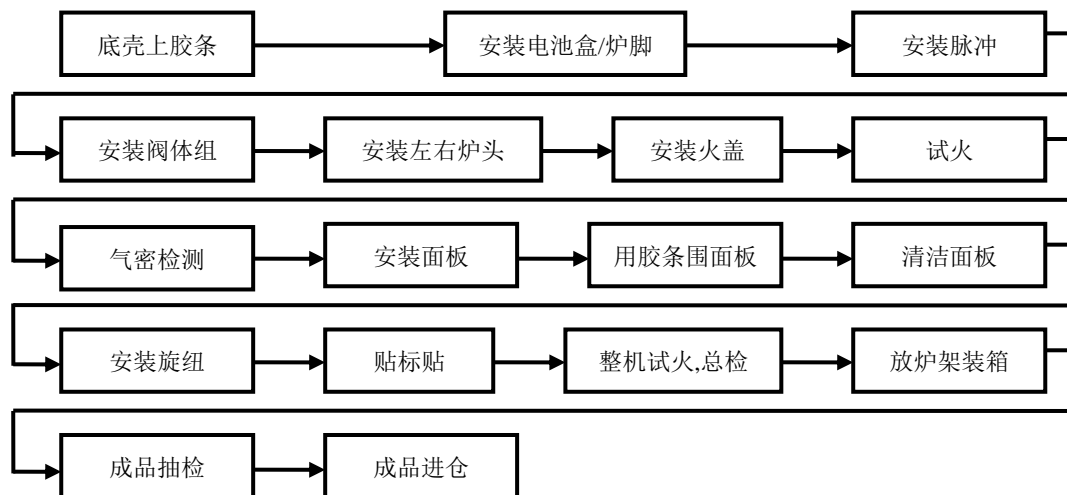 底壳上胶条
安装电池盒/炉脚
安装脉冲
安装阀体组
安装左右炉头
安装火盖
试火
气密检测
安装面板
用胶条围面板
清洁面板
安装旋纽
贴标贴
整机试火,总检
放炉架装箱
成品抽检
成品进仓